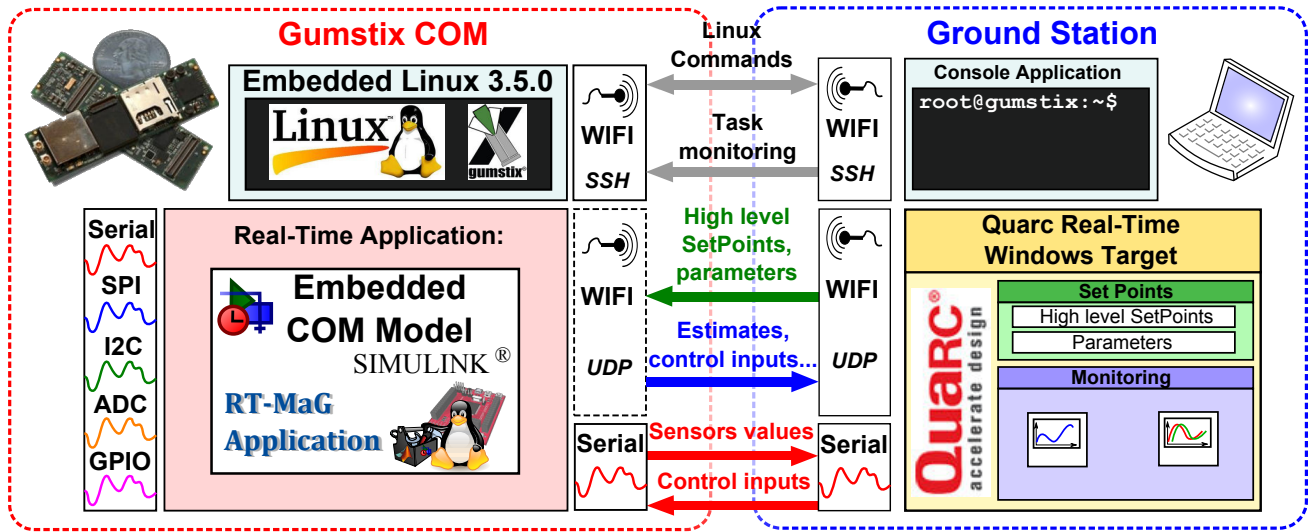 Gumstix COM
Embedded Linux 3.5.0
Linux™
gumstix®
WIFI
SSH
Linux
Commands
Task
monitoring
Ground Station
WIFI
SSH
Console Application
root@gumstix:~$
Serial
SPI
I2C
ADC
GPIO
Real-Time Application:
Embedded
COM Model
SIMULINK ®
RT-MaG
Application
WIFI
UDP
Serial
High level
SetPoints,
parameters
Estimates,
control inputs...
Sensors values
Control inputs
WIFI
UDP
Serial
Quarc Real-Time
Windows Target
QUARC®
accelerate design
Set Points
High level SetPoints
Parameters
Monitoring